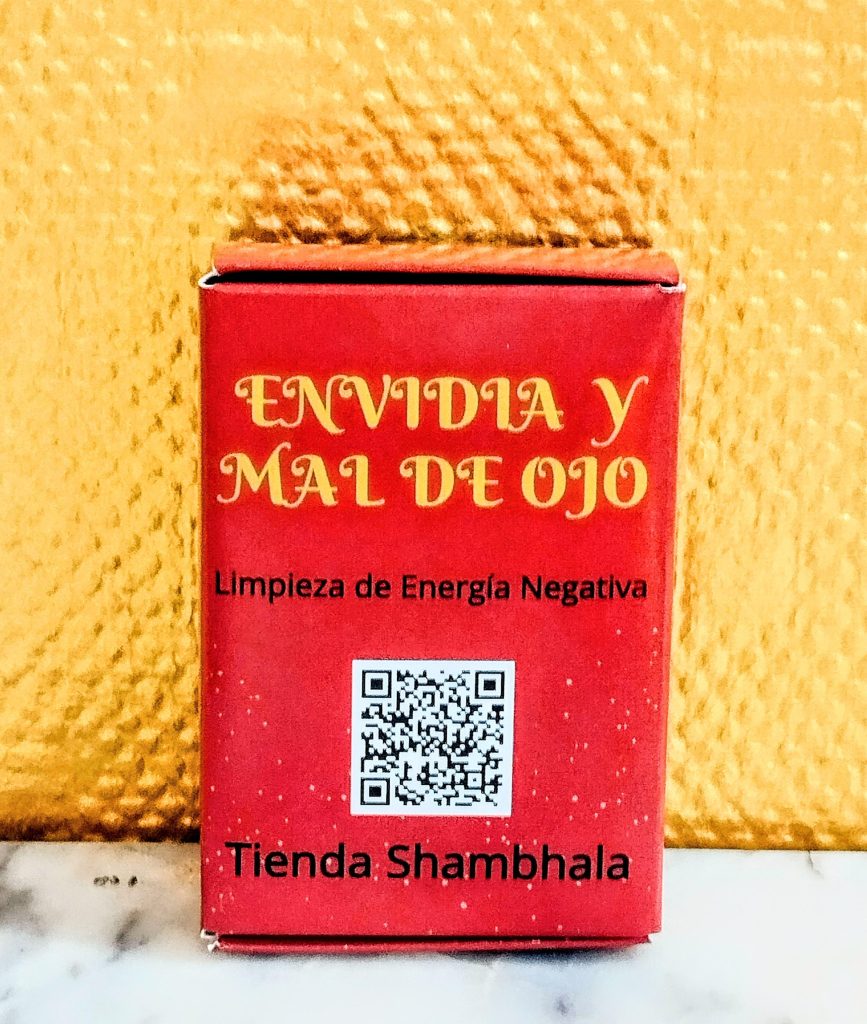 ENVIDIA Y
MAL DE OJO
Limpieza de Energía Negativa
Tienda Shambhala